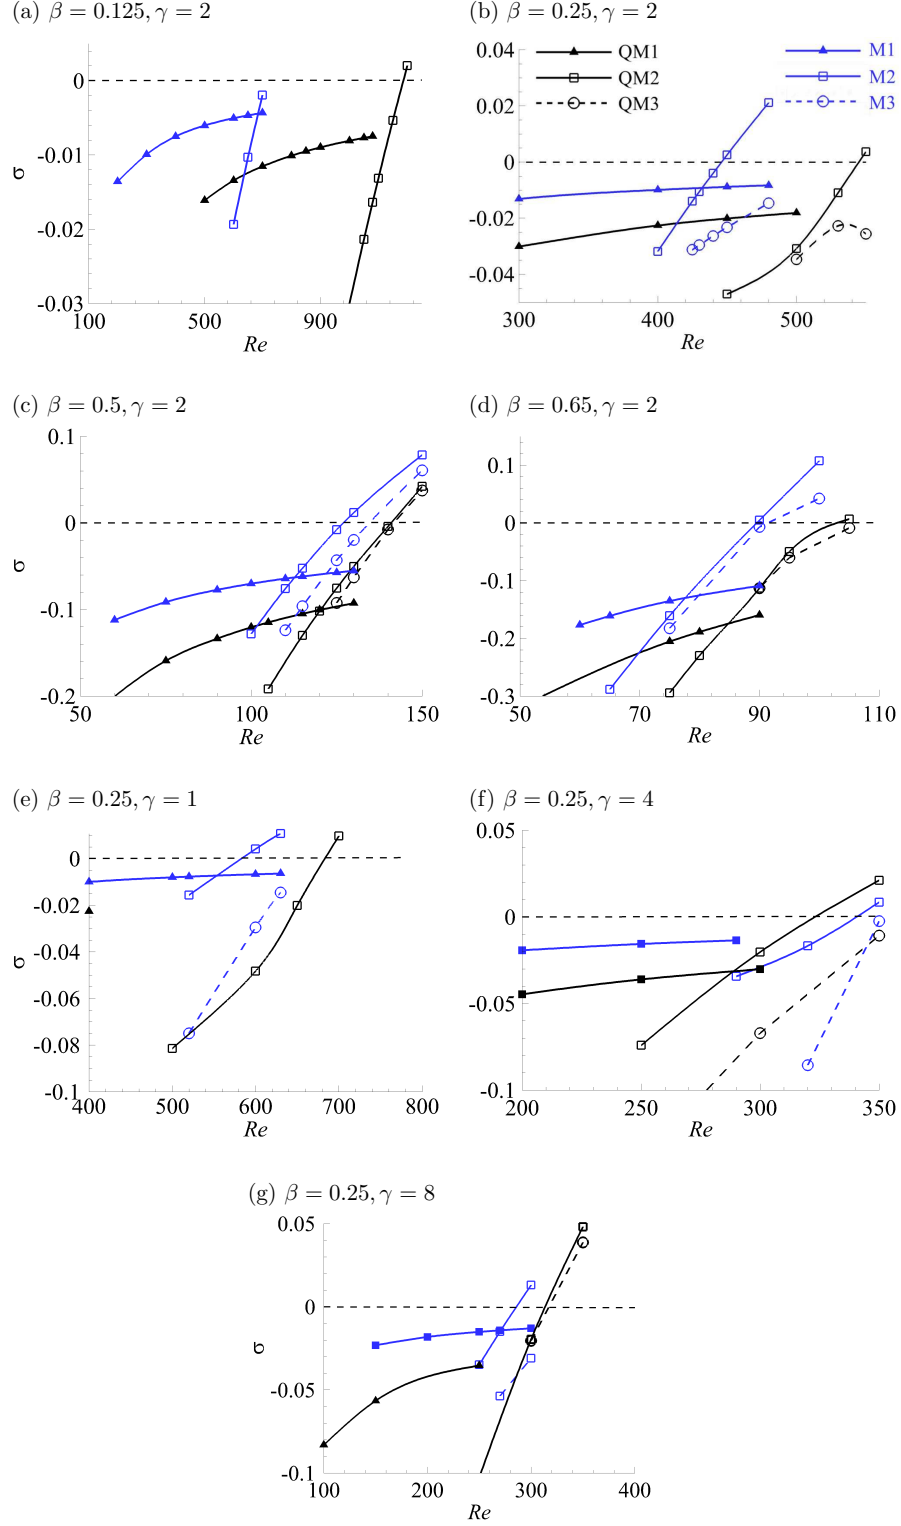 (a) β = 0.125, γ = 2
0
-0.01
-0.02
-0.03
σ
100 500 900
Re
(b) β = 0.25, γ = 2
0.04
0.02
0
-0.02
-0.04
QM1
QM2
QM3
M1
M2
M3
300 400 500
Re
(c) β = 0.5, γ = 2
0.1
0
-0.1
-0.2
σ
50 100 150
Re
(d) β = 0.65, γ = 2
0.1
0
-0.1
-0.2
-0.3
50 70 90 110
Re
(e) β = 0.25, γ = 1
0
-0.02
-0.04
-0.06
-0.08
-0.1
σ
400 500 600 700 800
Re
(f) β = 0.25, γ = 4
0.05
0
-0.05
-0.1
200 250 300 350
Re
(g) β = 0.25, γ = 8
0.05
0
-0.05
-0.1
σ
100 200 300 400
Re